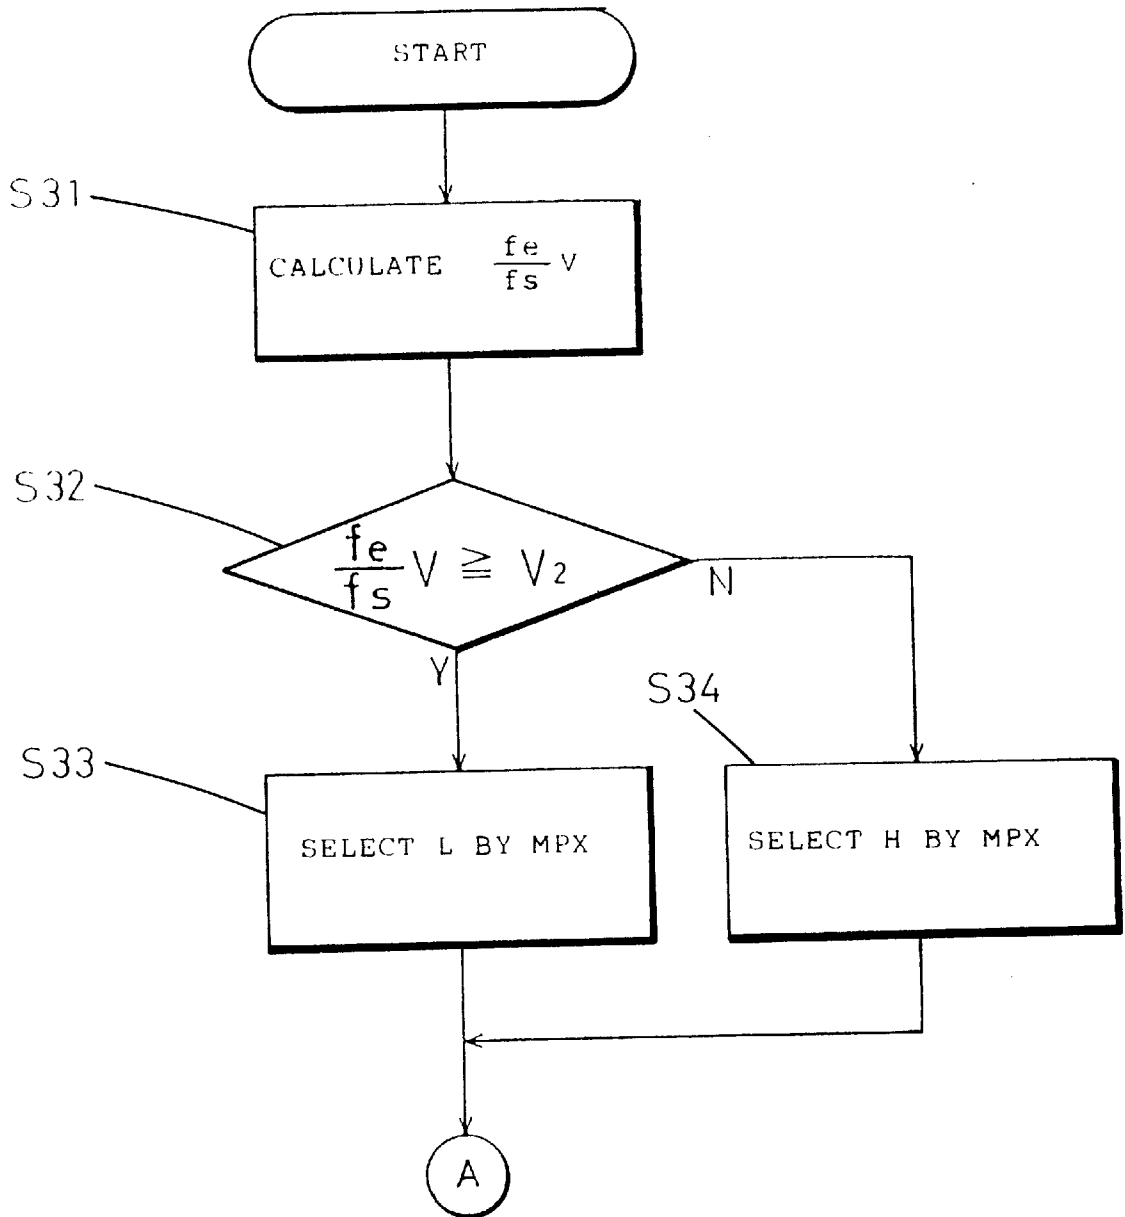 START
S31
CALCULATE fe/fs V
S32
fe/fs V ≧ V2
N
Y
S34
S33
SELECT L BY MPX
SELECT H BY MPX
A